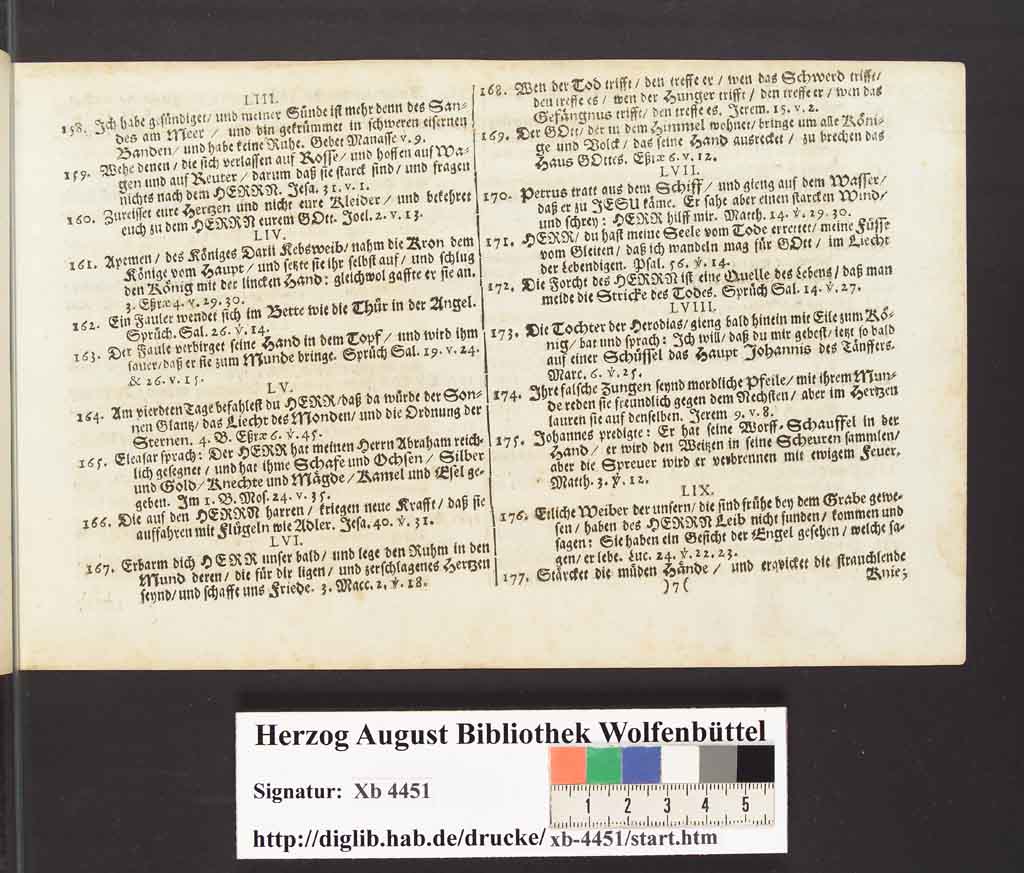 LIII.
158. Ich habe gesündiget/ und meiner Sünde ist mehr denn des San-
des am Meer / und bin gekrümmet in schweren eisernen
Banden/ und habe keine Ruhe. Gebet Manasse v. 9.
159. Wehe denen/ die sich verlassen auf Rosse/ und hoffen auf Wa-
gen und auf Reuter/ darum daß sie starck sind/ und fragen
nichts nach dem HERRN. Jesa. 31. v. 1.
160. Zureisset eure Hertzen und nicht eure Kleider / und bekehret
euch zu dem HERRN eurem GOtt. Joel. 2. v. 13.
LIV.
161. Apemen/ des Königes Darii Kebsweib/ nahm die Kron dem
Könige vom Haupt/ und setzte sie ihr selbst auf/ und schlug
den König mit der lincken Hand: gleichwol gaffte er sie an.
3. Eßræ 4. v. 29. 30.
162. Ein Fauler wendet sich im Bette wie die Thür in der Angel.
Sprüch. Sal. 26. ℣. 14.
163. Der Faule verbirget seine Hand in dem Topf/ und wird ihm
sauer/ daß er sie zum Munde bringe. Sprüch Sal. 19. v. 24.
& 26. v. 15.
LV.
164. Am vierdten Tage befahlest du HERR/ daß da würde der Son-
nen Glantz/ das Liecht des Monden/ und die Ordnung der
Sternen. 4. B. Eßræ 6. ℣. 45.
165. Eleasar sprach: Der HERR hat meinen Herrn Abraham reich-
lich gesegnet/ und hat ihme Schafe und Ochsen/ Silber
und Gold/ Knechte und Mägde/ Kamel und Esel ge-
geben. Im 1. B. Mos. 24. v. 35.
166. Die auf den HERRN harren/ kriegen neue Krafft/ daß sie
auffahren mit Flügeln wie Adler. Jesa. 40. ℣. 31.
LVI.
167. Erbarm dich HERR unser bald/ und lege den Ruhm in den
Mund deren/ die für dir ligen/ und zerschlagenes Hertzen
seynd/ und schaffe uns Friede. 3. Macc. 2. ℣. 18.
168. Wen der Tod trifft/ den treffe er/ wen das Schwerd trifft/
den treffe es/ wen der Hunger trifft/ den treffe er/ wen das
Gefängnus trifft/ den treffe es. Jerem. 15. v. 2.
169. Der GOtt/ der in dem Himmel wohnet/ bringe um alle Köni-
ge und Volck/ das seine Hand ausrecket/ zu brechen das
Haus GOttes. Eßræ 6. v. 12.
LVII.
170. Petrus tratt aus dem Schiff/ und gieng auf dem Wasser/
daß er zu JESU käme. Er sahe aber einen starcken Wind/
und schrey: HERR hilff mir. Matth. 14. ℣. 29. 30.
171. HERR/ du hast meine Seele vom Tode errettet/ meine Füsse
vom Gleiten/ daß ich wandeln mag für GOtt/ im Liecht
der Lebendigen. Psal. 56. ℣. 14.
172. Die Forcht des HERRN ist eine Quelle des Lebens/ daß man
meide die Stricke des Todes. Sprüch Sal. 14. ℣. 27.
LVIII.
173. Die Tochter der Herodias/ gieng bald hinein mit Eile zum Kö-
nig/ bat und sprach: Ich will/ daß du mir gebest/ jetzt so bald
auf einer Schüssel das Haupt Johannis des Täuffers.
Marc. 6. ℣. 25.
174. Ihre falsche Zungen seynd mordliche Pfeile/ mit ihrem Mun-
de reden sie freundlich gegen dem Nechsten/ aber im Hertzen
lauren sie auf denselben. Jerem 9. v. 8.
175. Johannes predigte: Er hat seine Worff-Schauffel in der
Hand/ er wird den Weitzen in seine Scheuren sammlen/
aber die Spreuer wird er verbrennen mit ewigem Feuer.
Matth. 3. ℣. 12.
LIX.
176. Etliche Weiber der unsern/ die sind frühe bey dem Grabe gewe-
sen/ haben des HERRN Leib nicht funden/ kommen und
sagen: Sie haben ein Gesicht der Engel gesehen/ welche sa-
gen/ er lebe. Luc. 24. ℣. 22. 23.
177. Stärcket die müden Hände/ und erqvicket die strauchlende
)7(
Knie;
Herzog August Bibliothek Wolfenbüttel
Signatur: Xb 4451
1 2 3 4 5
http://diglib.hab.de/drucke/xb-4451/start.htm